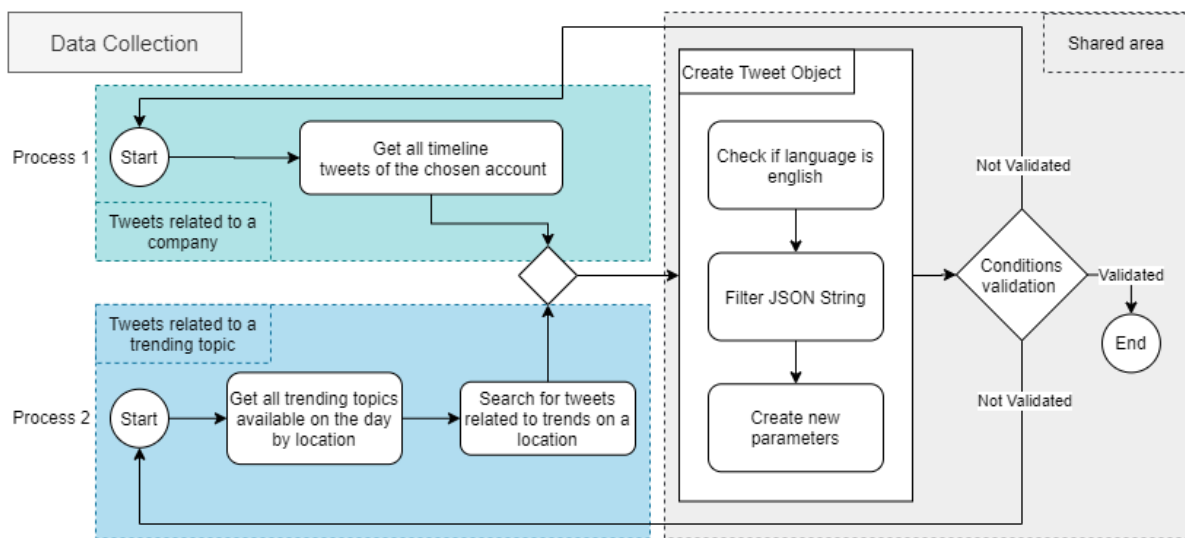 Data Collection
Shared area
Create Tweet Object
Process 1
Start
Get all timeline
tweets of the chosen account
Tweets related to a
company
Check if language is
english
Filter JSON String
Create new
parameters
Not Validated
Conditions
validation
Validated
End
Not Validated
Tweets related to a
trending topic
Process 2
Start
Get all trending topics
available on the day
by location
Search for tweets
related to trends on a
location